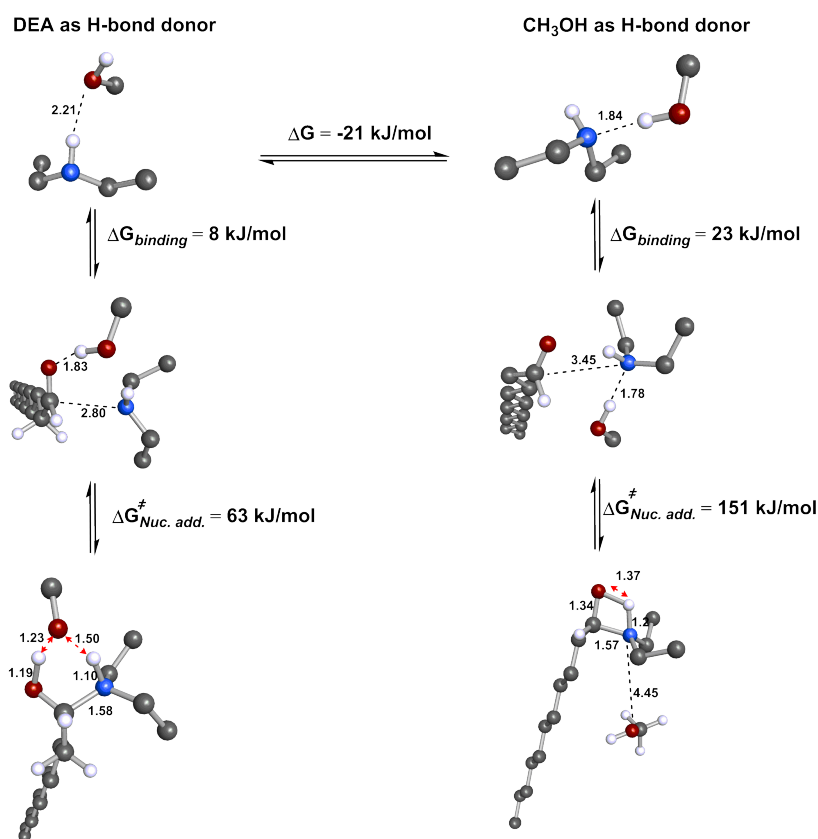 DEA as H-bond donor
CH3OH as H-bond donor
2.21
ΔG = -21 kJ/mol
1.84
ΔGbinding = 8 kJ/mol
ΔGbinding = 23 kJ/mol
1.83
2.80
3.45
1.78
ΔG≠Nuc. add. = 63 kJ/mol
ΔG≠Nuc. add. = 151 kJ/mol
1.23
1.50
1.19
1.10
1.58
1.37
1.34
1.2
1.57
4.45